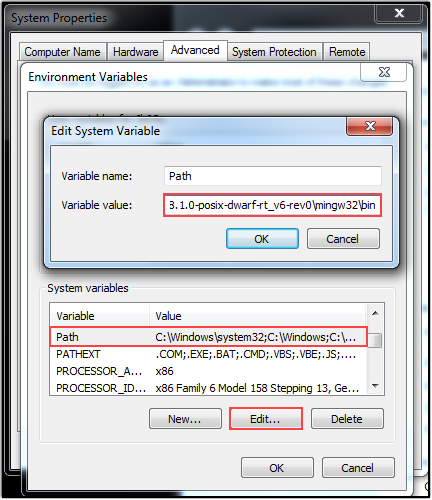 System Properties
Computer Name Hardware Advanced System Protection Remote
Environment Variables
Edit System Variable
Variable name: Path
Variable value: 8.1.0-posix-dwarf-rt_v6-rev0\mingw32\bin
OK Cancel
System variables
Variable Value
Path C:\Windows\system32;C:\Windows;C:\...
PATHEXT .COM;.EXE;.BAT;.CMD;.VBS;.VBE;.JS;....
PROCESSOR_A... x86
PROCESSOR_ID... x86 Family 6 Model 158 Stepping 13, Ge...
New... Edit... Delete
OK Cancel